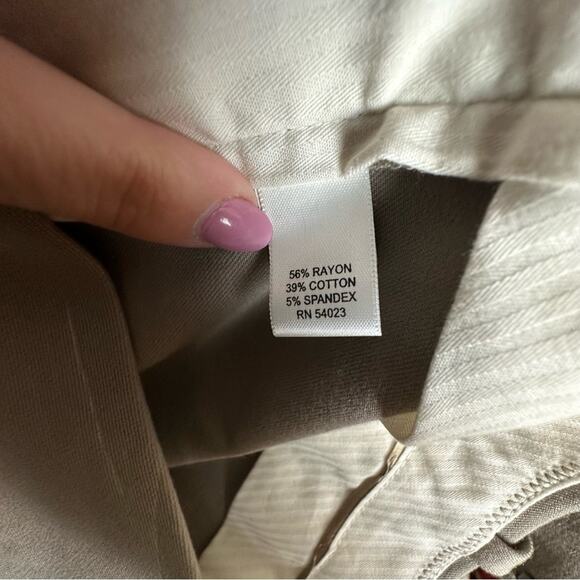 56% RAYON
39% COTTON
5% SPANDEX
RN 54023